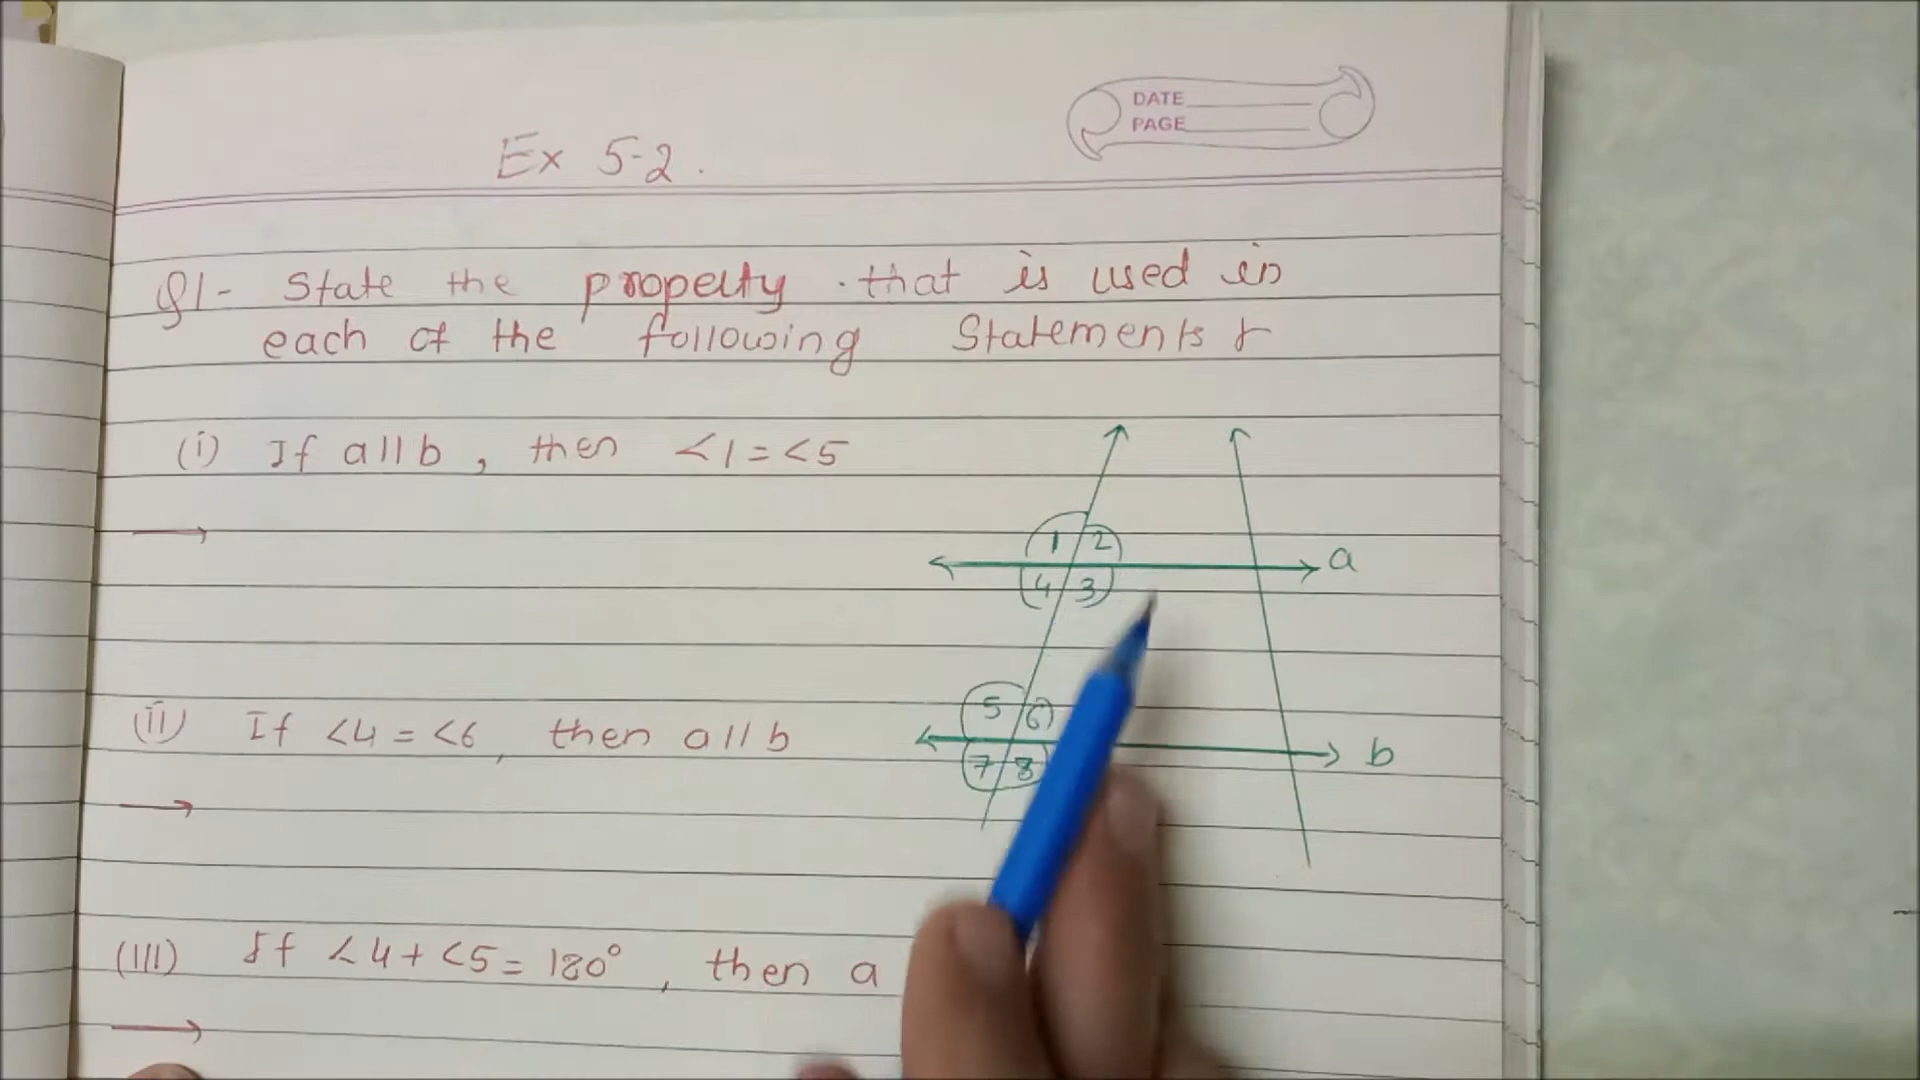 DATE
PAGE
Ex 5-2.
Q1- State the property that is used in
each of the following Statements
(i) If a||b, then <1=<5
1 2
a
4 3
5 6
(ii) If <4=<6, then a||b
b
7 8
(III) If <4+<5=180°, then a